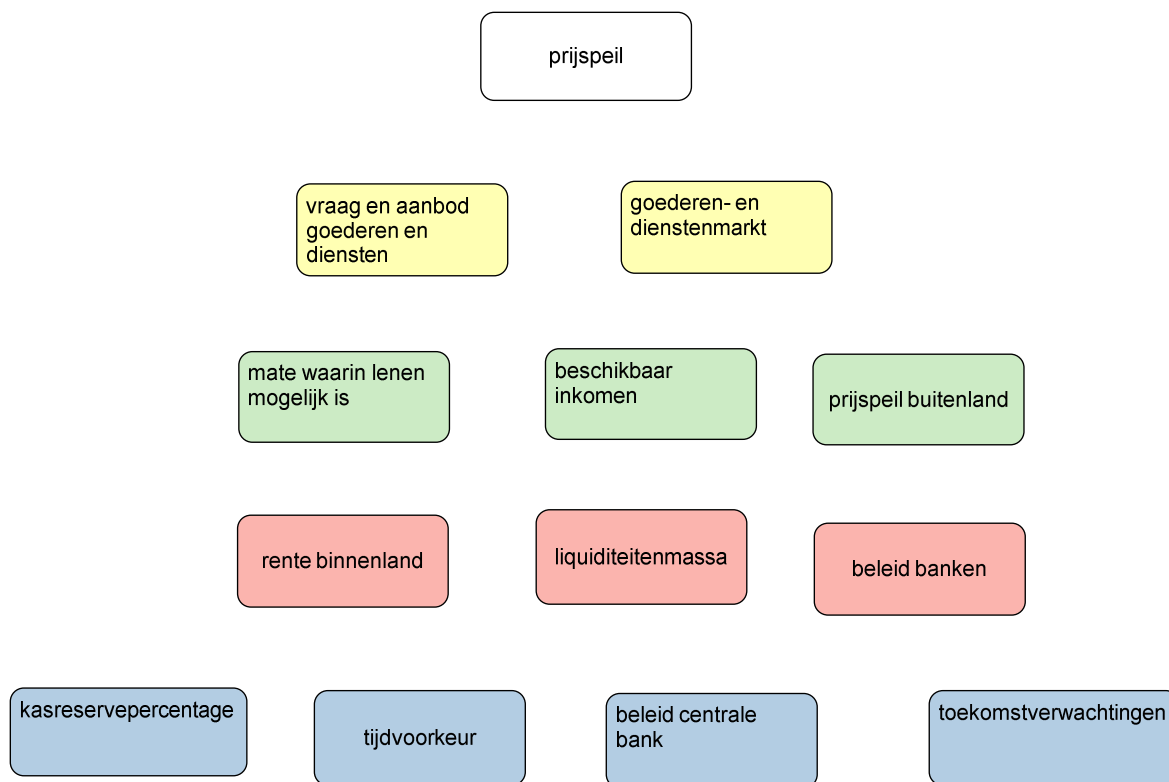 prijspeil
vraag en aanbod
goederen en
diensten
goederen- en
dienstenmarkt
mate waarin lenen
mogelijk is
beschikbaar
inkomen
prijspeil buitenland
rente binnenland
liquiditeitenmassa
beleid banken
kasreservepercentage
tijdvoorkeur
beleid centrale
bank
toekomstverwachtingen